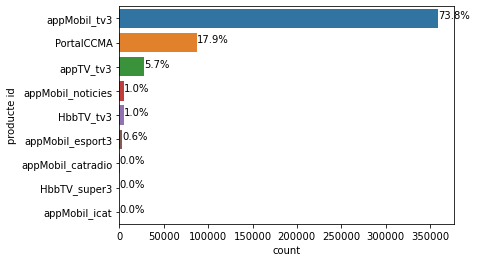 appMobil_tv3
73.8%
PortalCCMA
17.9%
appTV_tv3
5.7%
appMobil_noticies
1.0%
HbbTV_tv3
1.0%
appMobil_esport3
0.6%
appMobil_catradio
0.0%
HbbTV_super3
0.0%
appMobil_icat
0.0%
producte id
0 50000 100000 150000 200000 250000 300000 350000
count